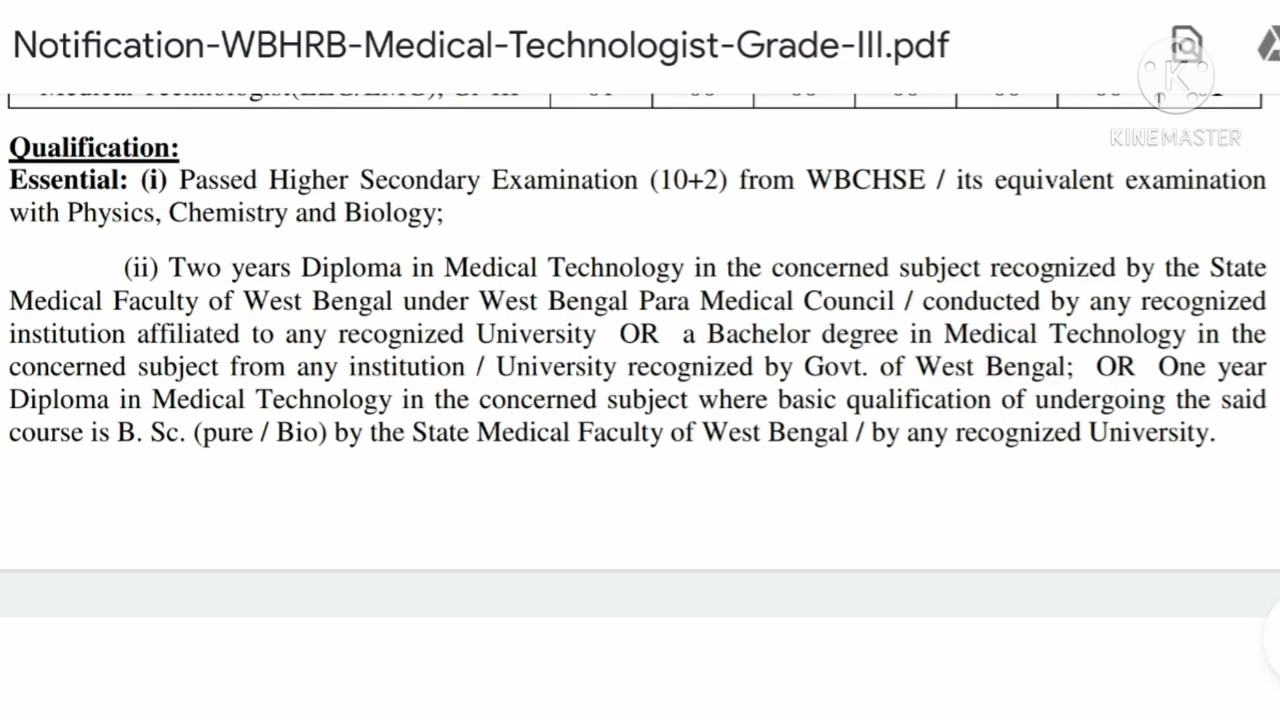 Notification-WBHRB-Medical-Technologist-Grade-III.pdf
K
KINEMASTER
Qualification:
Essential: (i) Passed Higher Secondary Examination (10+2) from WBCHSE / its equivalent examination
with Physics, Chemistry and Biology;
(ii) Two years Diploma in Medical Technology in the concerned subject recognized by the State
Medical Faculty of West Bengal under West Bengal Para Medical Council / conducted by any recognized
institution affiliated to any recognized University OR a Bachelor degree in Medical Technology in the
concerned subject from any institution / University recognized by Govt. of West Bengal; OR One year
Diploma in Medical Technology in the concerned subject where basic qualification of undergoing the said
course is B. Sc. (pure / Bio) by the State Medical Faculty of West Bengal / by any recognized University.